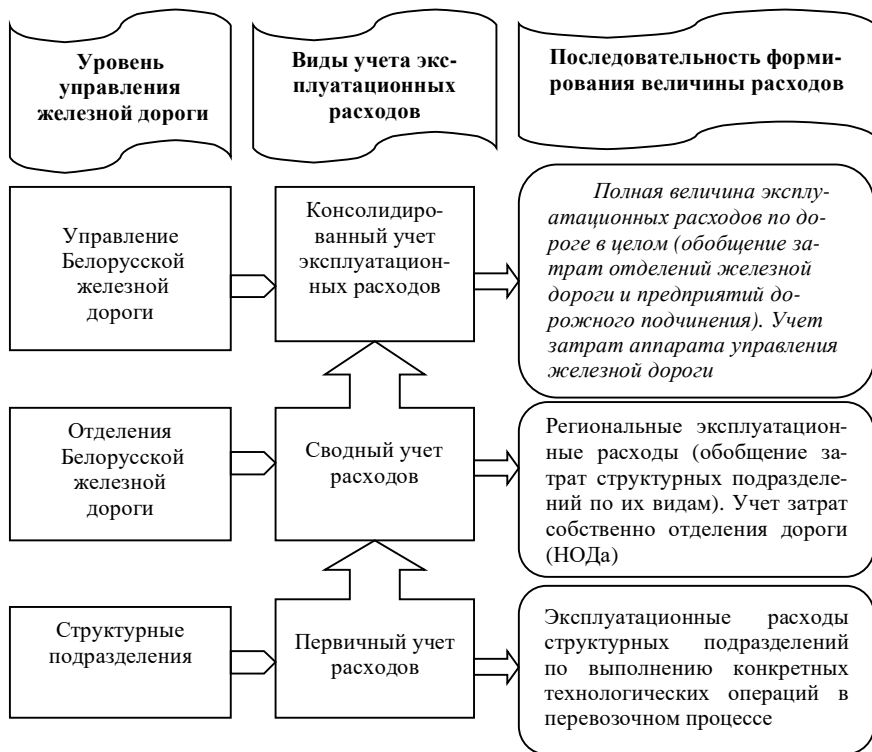 Уровень
управления
железной дороги
Виды учета экс-
плуатационных
расходов
Последовательность форми-
рования величины расходов
Управление
Белорусской
железной
дороги
Консолидиро-
ванный учет
эксплуатацион-
ных расходов
Полная величина эксплу-
атационных расходов по до-
роге в целом (обобщение за-
трат отделений железной
дороги и предприятий до-
рожного подчинения). Учет
затрат аппарата управления
железной дороги
Отделения
Белорусской
железной
дороги
Сводный учет
расходов
Региональные эксплуатацион-
ные расходы (обобщение за-
трат структурных подразделе-
ний по их видам). Учет затрат
собственно отделения дороги
(НОДа)
Структурные
подразделения
Первичный учет
расходов
Эксплуатационные расходы
структурных подразделений
по выполнению конкретных
технологических операций в
перевозочном процессе